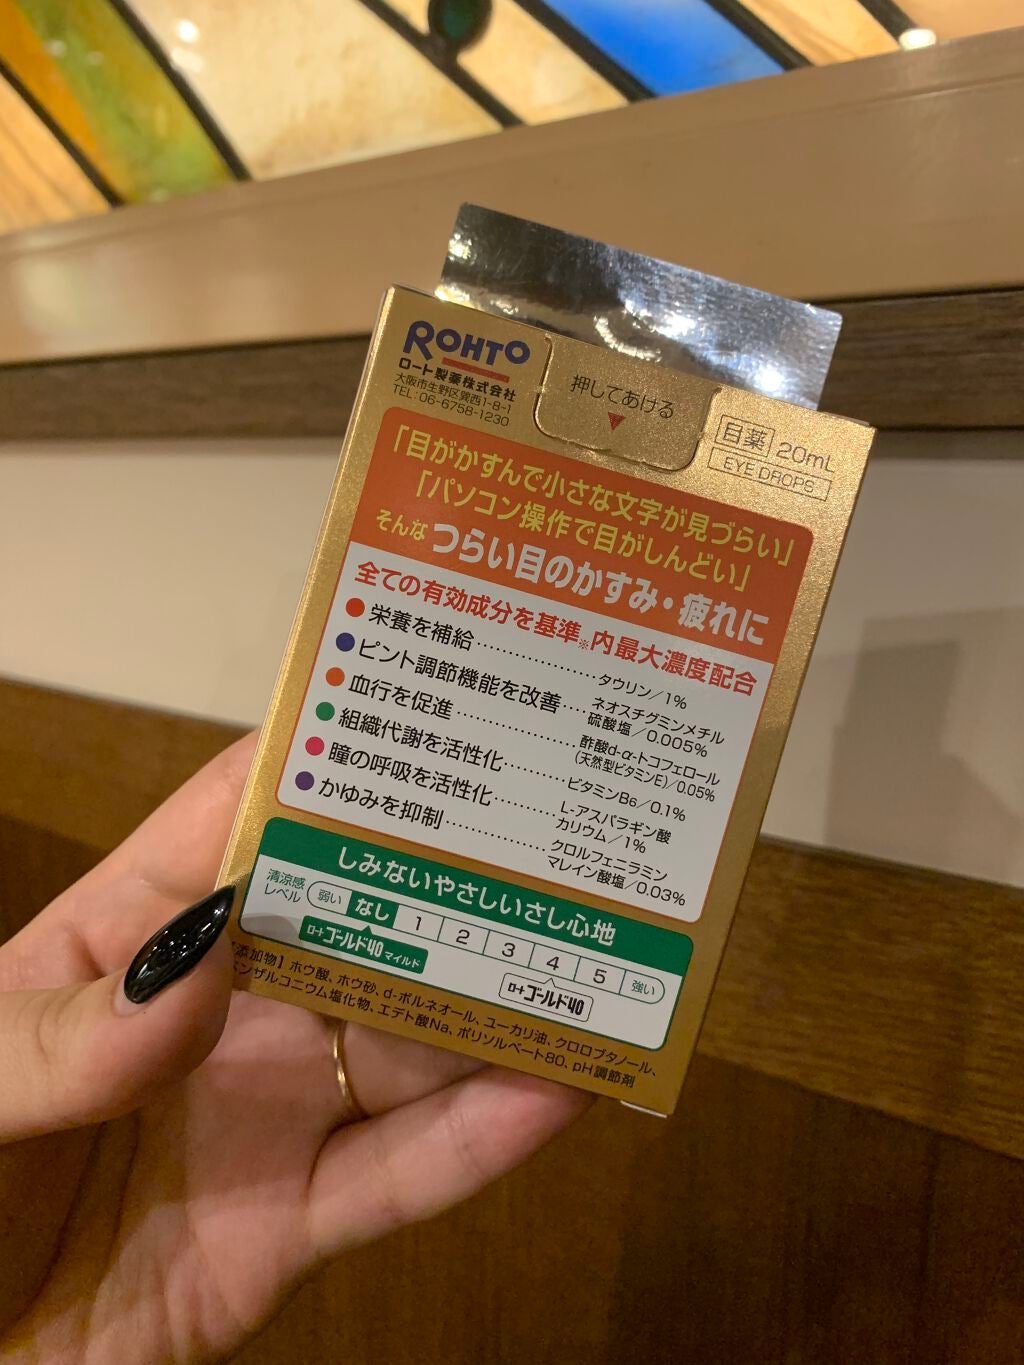 ROHTO
ロート製薬株式会社
大阪市生野区巽西1-8-1
TEL:06-6758-1230
押してあける
目薬 20mL
EYE DROPS
「目がかすんで小さな文字が見づらい」
「パソコン操作で目がしんどい」
そんな つらい目のかすみ・疲れに
全ての有効成分を基準※内最大濃度配合
●栄養を補給……………………タウリン/1%
●ピント調節機能を改善……ネオスチグミンメチル
硫酸塩/0.005%
●血行を促進……………………酢酸d-α-トコフェロール
(天然型ビタミンE)/0.05%
●組織代謝を活性化……………ビタミンB6/0.1%
●瞳の呼吸を活性化……………L-アスパラギン酸
カリウム/1%
●かゆみを抑制…………………クロルフェニラミン
マレイン酸塩/0.03%
しみないやさしいさし心地
清涼感
レベル
弱い なし 1 2 3 4 5 強い
ロートゴールド40マイルド
ロートゴールド40
添加物】ホウ酸、ホウ砂、d-ボルネオール、ユーカリ油、クロロブタノール、
ンザルコニウム塩化物、エデト酸Na、ポリソルベート80、pH調節剤